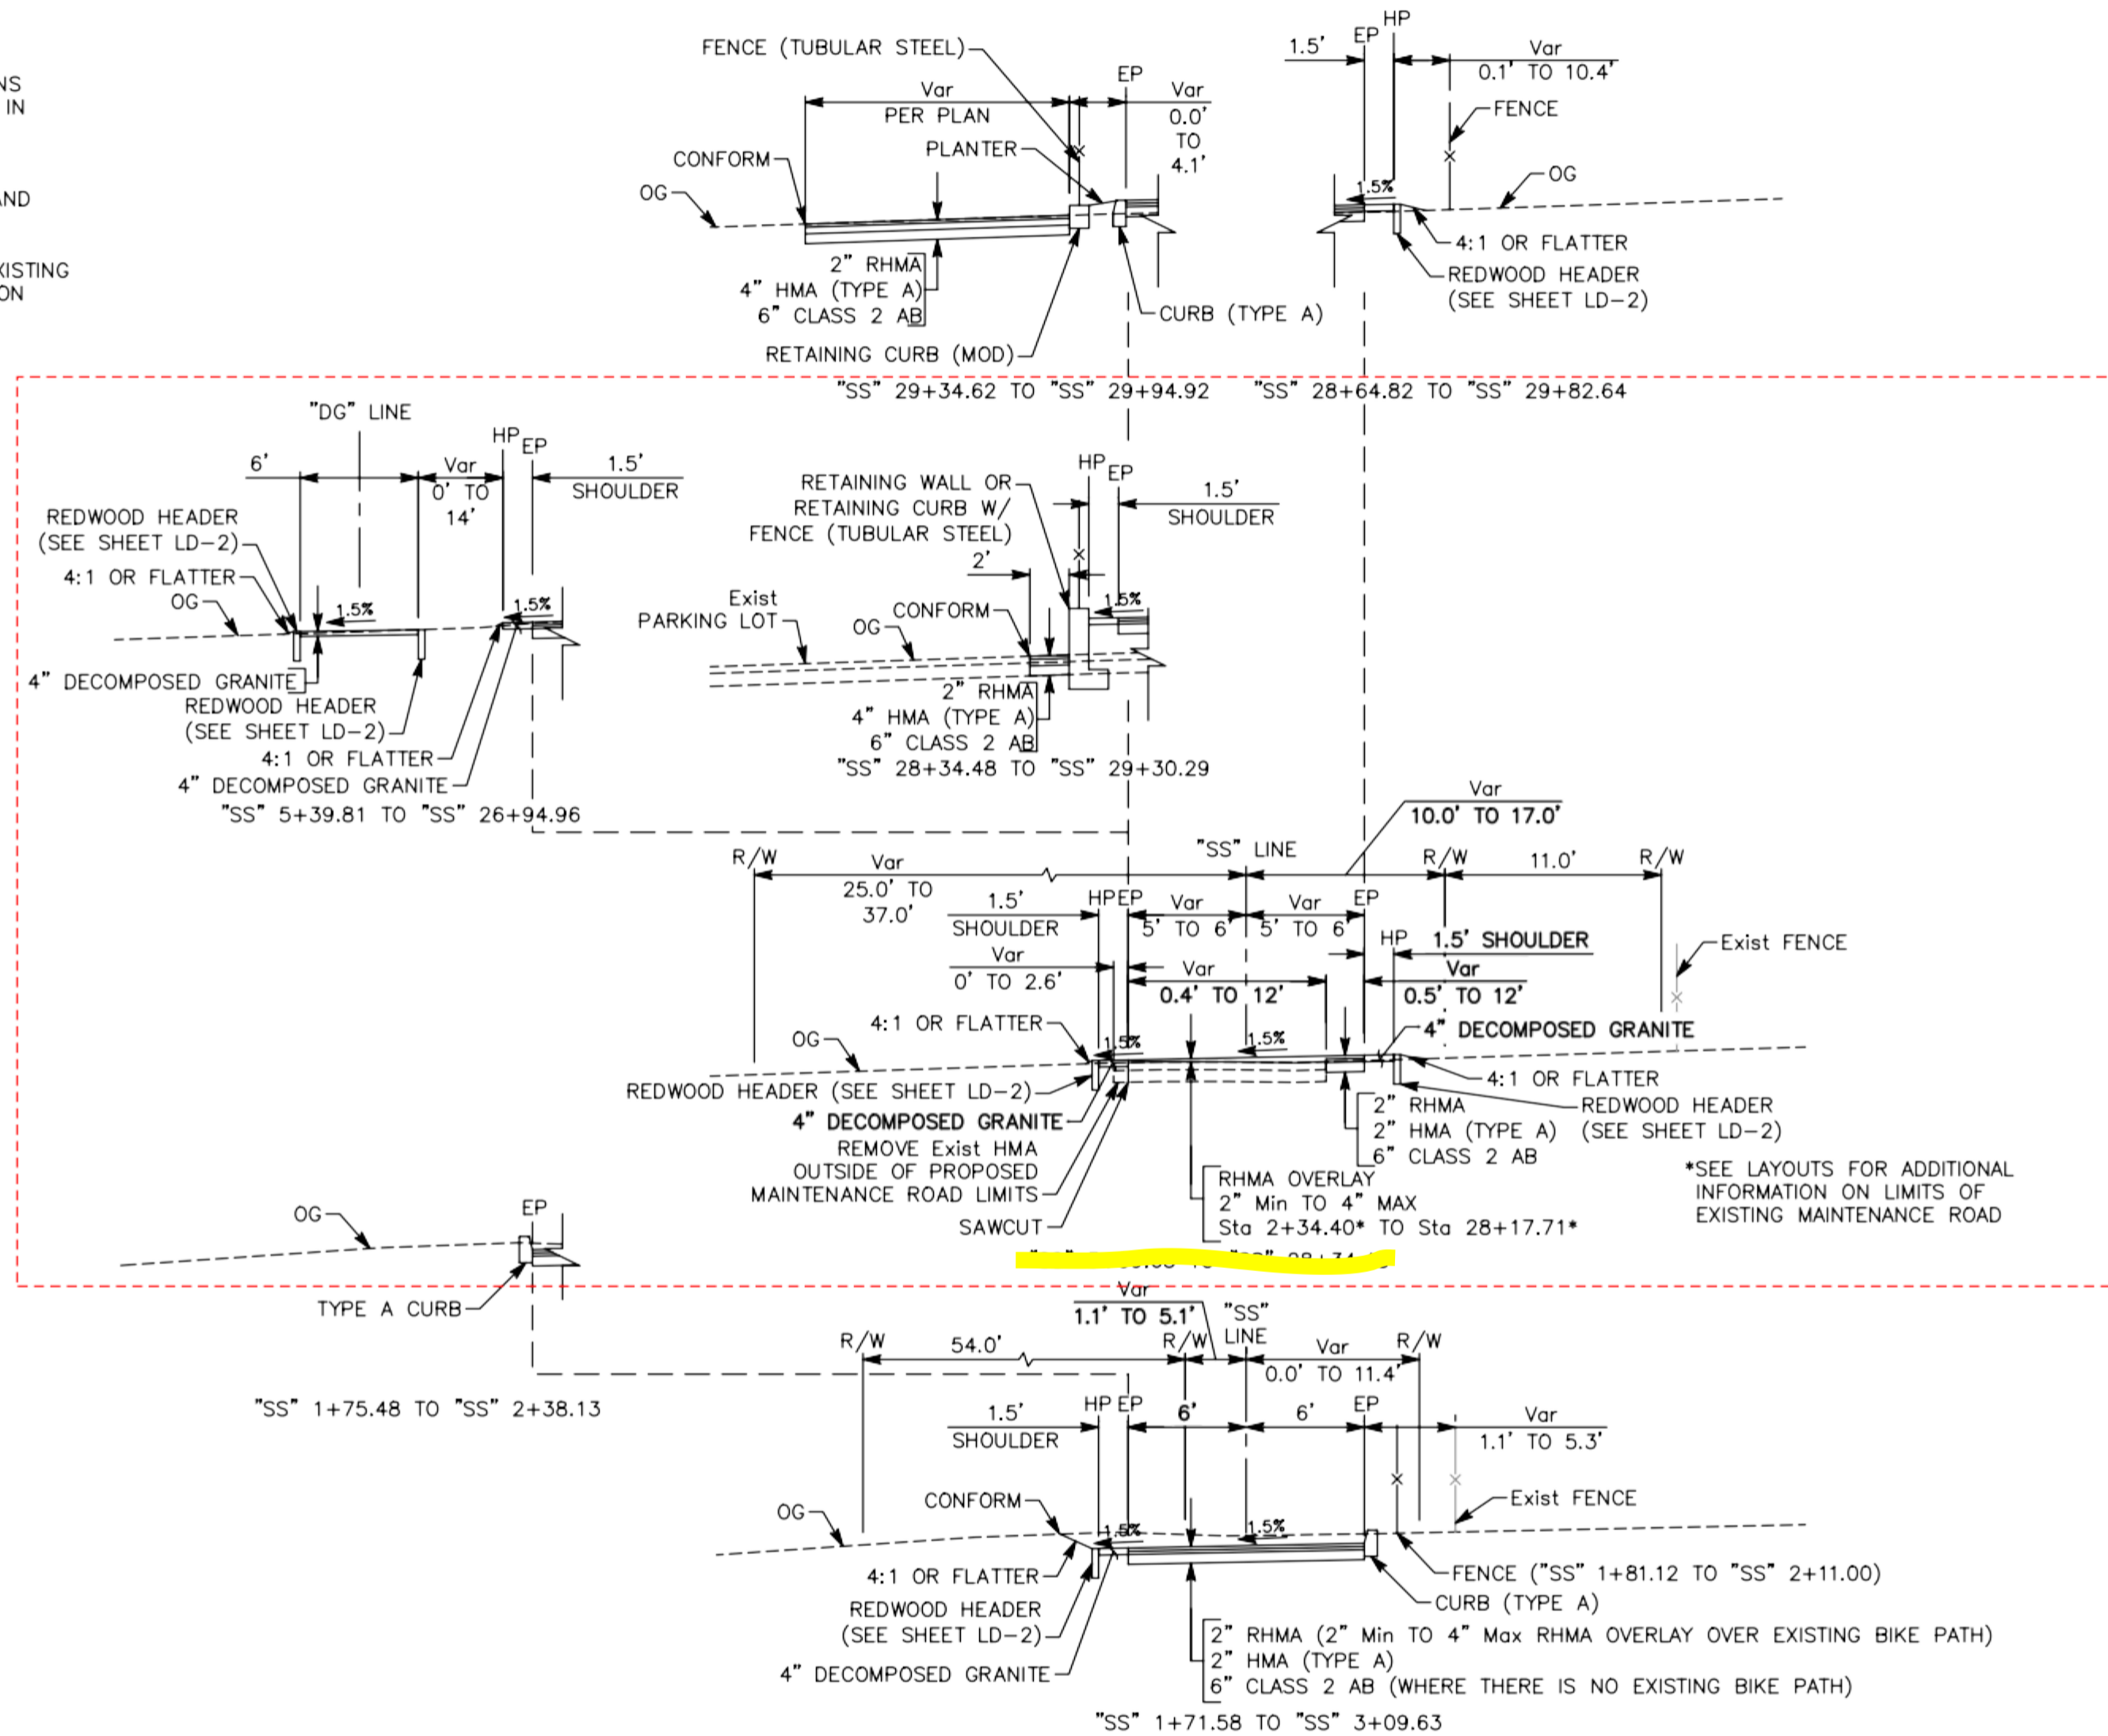 NS
IN
AND
XISTING
ON
FENCE (TUBULAR STEEL)
Var
PER PLAN
EP
Var
0.0'
TO
4.1'
PLANTER
CONFORM
OG
2" RHMA
4" HMA (TYPE A)
6" CLASS 2 AB
CURB (TYPE A)
RETAINING CURB (MOD)
"SS" 29+34.62 TO "SS" 29+94.92
1.5'
EP
HP
Var
0.1' TO 10.4'
FENCE
1.5%
OG
4:1 OR FLATTER
REDWOOD HEADER
(SEE SHEET LD-2)
"SS" 28+64.82 TO "SS" 29+82.64
"DG" LINE
6'
Var
0' TO
14'
HP
EP
1.5'
SHOULDER
REDWOOD HEADER
(SEE SHEET LD-2)
4:1 OR FLATTER
OG
1.5%
1.5%
4" DECOMPOSED GRANITE
REDWOOD HEADER
(SEE SHEET LD-2)
4:1 OR FLATTER
4" DECOMPOSED GRANITE
"SS" 5+39.81 TO "SS" 26+94.96
RETAINING WALL OR
RETAINING CURB W/
FENCE (TUBULAR STEEL)
HP
EP
1.5'
SHOULDER
2'
Exist
PARKING LOT
CONFORM
OG
1.5%
2" RHMA
4" HMA (TYPE A)
6" CLASS 2 AB
"SS" 28+34.48 TO "SS" 29+30.29
Var
10.0' TO 17.0'
R/W
Var
25.0' TO
37.0'
"SS" LINE
R/W
11.0'
R/W
1.5'
SHOULDER
HP
EP
Var
5' TO 6'
Var
5' TO 6'
EP
HP
1.5' SHOULDER
Exist FENCE
Var
0' TO 2.6'
Var
0.4' TO 12'
Var
0.5' TO 12'
4:1 OR FLATTER
OG
1.5%
1.5%
4" DECOMPOSED GRANITE
REDWOOD HEADER (SEE SHEET LD-2)
4:1 OR FLATTER
4" DECOMPOSED GRANITE
REMOVE Exist HMA
OUTSIDE OF PROPOSED
MAINTENANCE ROAD LIMITS
SAWCUT
2" RHMA
2" HMA (TYPE A)
6" CLASS 2 AB
REDWOOD HEADER
(SEE SHEET LD-2)
RHMA OVERLAY
2" Min TO 4" MAX
Sta 2+34.40* TO Sta 28+17.71*
*SEE LAYOUTS FOR ADDITIONAL
INFORMATION ON LIMITS OF
EXISTING MAINTENANCE ROAD
OG
EP
TYPE A CURB
"SS" 1+75.48 TO "SS" 2+38.13
Var
1.1' TO 5.1'
"SS"
LINE
R/W
54.0'
R/W
Var
0.0' TO 11.4'
R/W
1.5'
SHOULDER
HP
EP
6'
6'
EP
Var
1.1' TO 5.3'
CONFORM
OG
1.5%
1.5%
Exist FENCE
4:1 OR FLATTER
FENCE ("SS" 1+81.12 TO "SS" 2+11.00)
CURB (TYPE A)
REDWOOD HEADER
(SEE SHEET LD-2)
4" DECOMPOSED GRANITE
2" RHMA (2" Min TO 4" Max RHMA OVERLAY OVER EXISTING BIKE PATH)
2" HMA (TYPE A)
6" CLASS 2 AB (WHERE THERE IS NO EXISTING BIKE PATH)
"SS" 1+71.58 TO "SS" 3+09.63